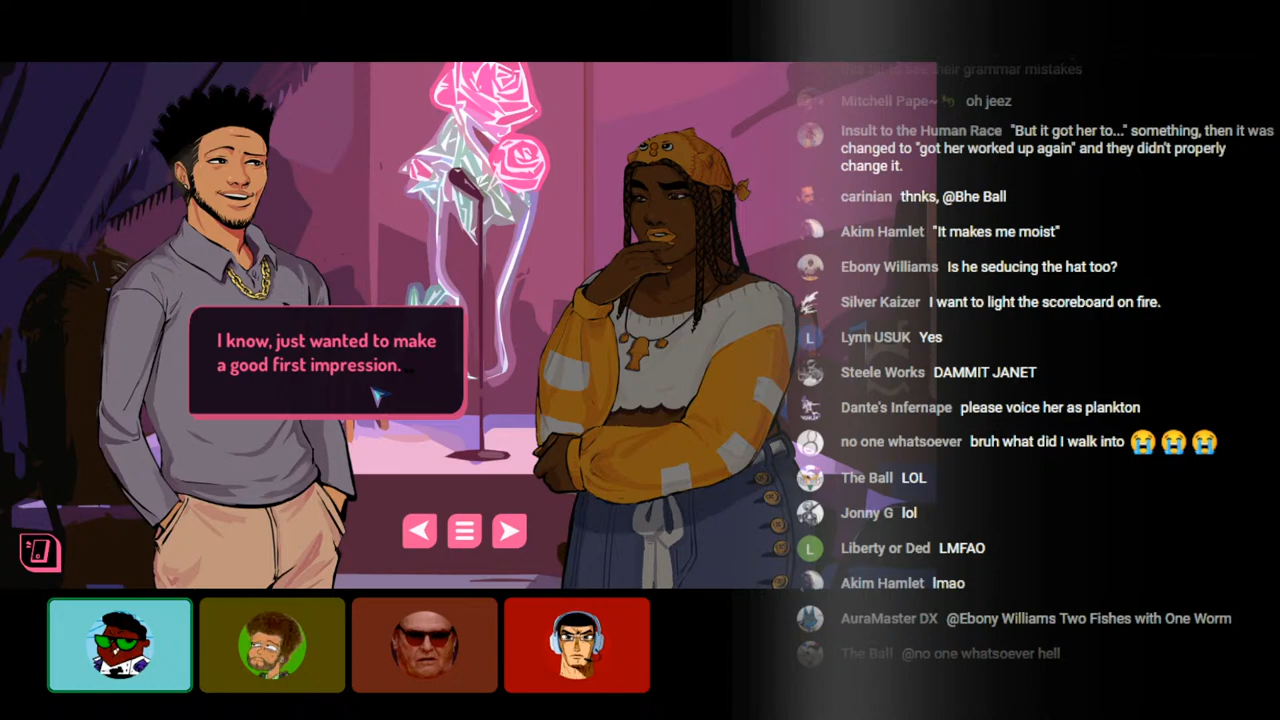 I know, just wanted to make
a good first impression.
their grammar mistakes
Mitchell Pape~ oh jeez
Insult to the Human Race "But it got her to..." something, then it was
changed to "got her worked up again" and they didn't properly
change it.
carinian thnks, @Bhe Ball
Akim Hamlet "It makes me moist"
Ebony Williams Is he seducing the hat too?
Silver Kaizer I want to light the scoreboard on fire.
L
Lynn USUK Yes
Steele Works DAMMIT JANET
Dante's Infernape please voice her as plankton
no one whatsoever bruh what did I walk into 😭😭😭
The Ball LOL
Jonny G lol
L
Liberty or Ded LMFAO
Akim Hamlet lmao
AuraMaster DX @Ebony Williams Two Fishes with One Worm
The Ball @no one whatsoever hell